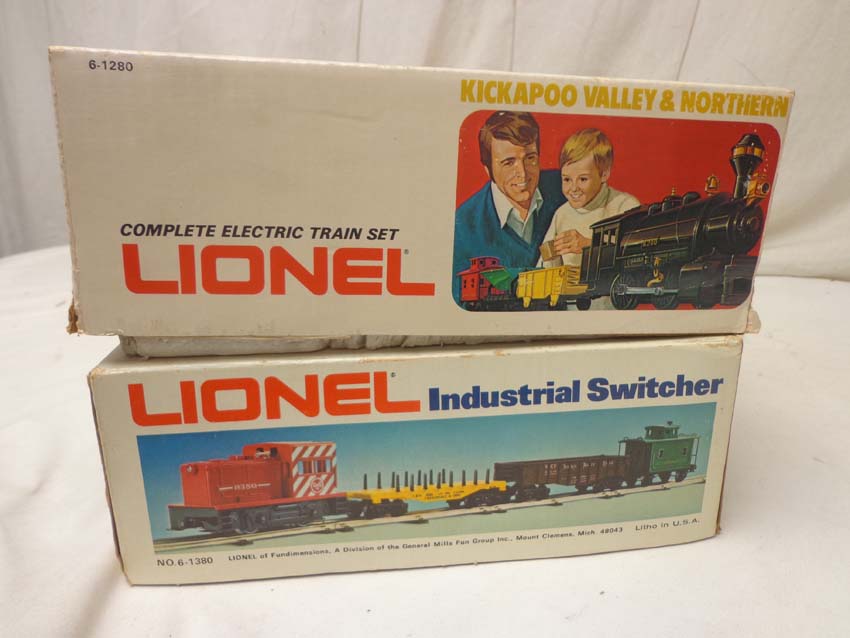 6-1280
KICKAPOO VALLEY & NORTHERN
COMPLETE ELECTRIC TRAIN SET
LIONEL
LIONEL Industrial Switcher
8380
NO. 6-1380 LIONEL of Fundimensions, A Division of the General Mills Fun Group Inc., Mount Clemens, Mich. 48043 Litho in U.S.A.